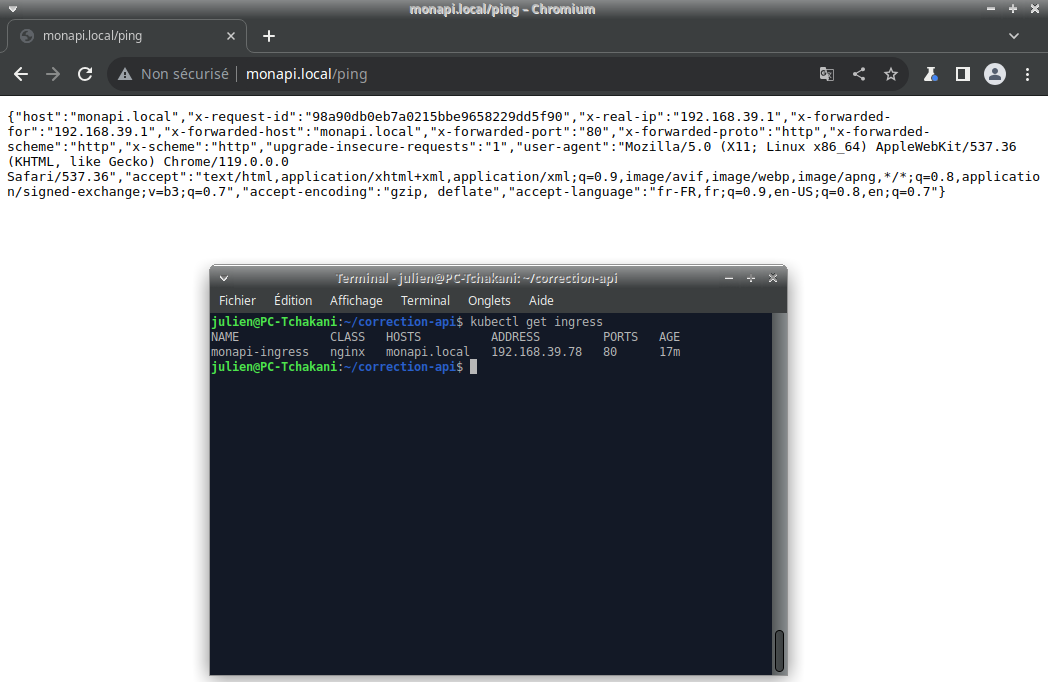 monapi.local/ping – Chromium
monapi.local/ping
Non sécurisé monapi.local/ping
{"host":"monapi.local","x-request-id":"98a90db0eb7a0215bbe9658229dd5f90","x-real-ip":"192.168.39.1","x-forwarded-
for":"192.168.39.1","x-forwarded-host":"monapi.local","x-forwarded-port":"80","x-forwarded-proto":"http","x-forwarded-
scheme":"http","x-scheme":"http","upgrade-insecure-requests":"1","user-agent":"Mozilla/5.0 (X11; Linux x86_64) AppleWebKit/537.36
(KHTML, like Gecko) Chrome/119.0.0.0
Safari/537.36","accept":"text/html,application/xhtml+xml,application/xml;q=0.9,image/avif,image/webp,image/apng,*/*;q=0.8,applicatio
n/signed-exchange;v=b3;q=0.7","accept-encoding":"gzip, deflate","accept-language":"fr-FR,fr;q=0.9,en-US;q=0.8,en;q=0.7"}
Terminal - julien@PC-Tchakani: ~/correction-api
Fichier Édition Affichage Terminal Onglets Aide
julien@PC-Tchakani:~/correction-api$ kubectl get ingress
NAME CLASS HOSTS ADDRESS PORTS AGE
monapi-ingress nginx monapi.local 192.168.39.78 80 17m
julien@PC-Tchakani:~/correction-api$